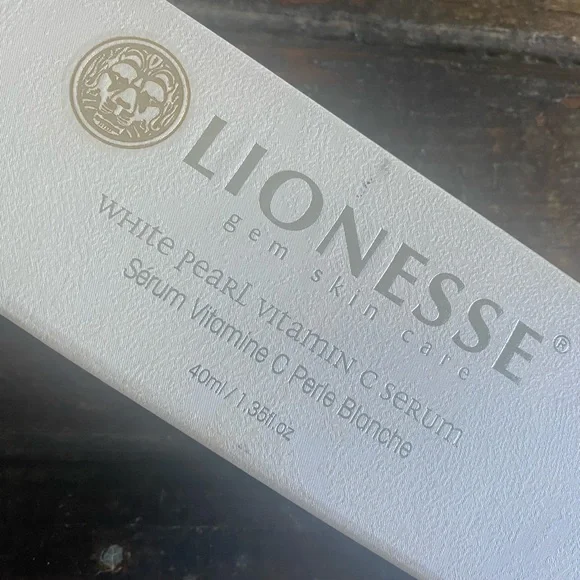 LIONESSE®
gem skin care
WHIte PeaRL VItamIN C SeRUm
Sérum Vitamine C Perle Blanche
40ml / 1.35fl.oz